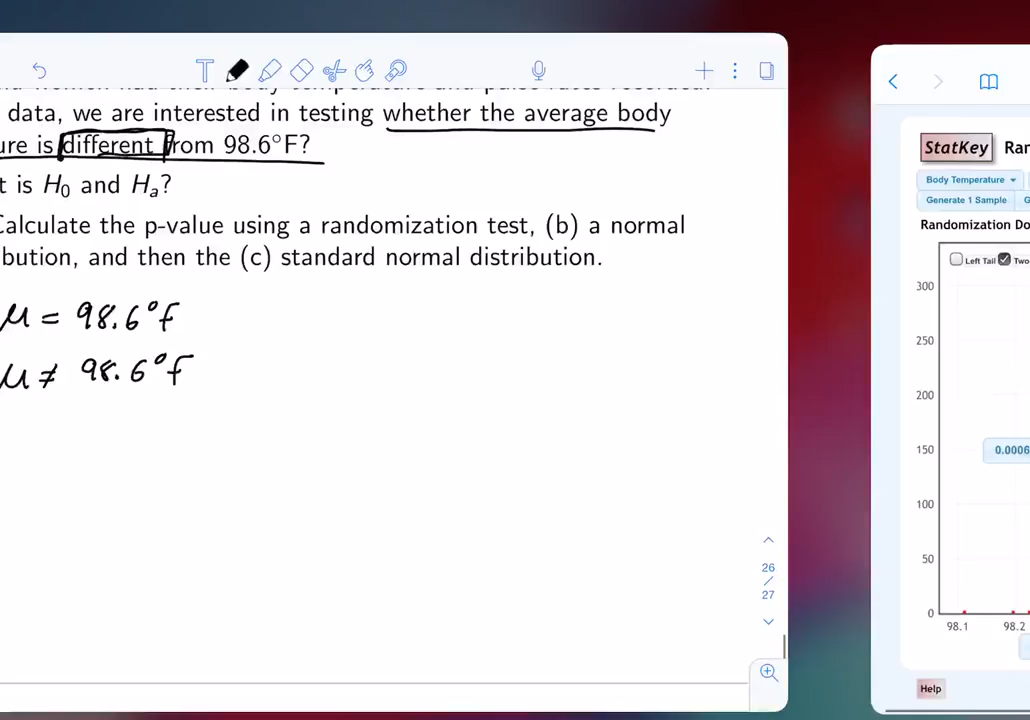 data, we are interested in testing whether the average body
ure is different from 98.6°F?
t is H₀ and Hₐ?
Calculate the p-value using a randomization test, (b) a normal
bution, and then the (c) standard normal distribution.
μ = 98.6°F
μ ≠ 98.6°F
26
/
27
StatKey Ran
Body Temperature
Generate 1 Sample G
Randomization Do
Left Tail Two
300
250
200
150
0.0006
100
50
0
98.1 98.2
Help